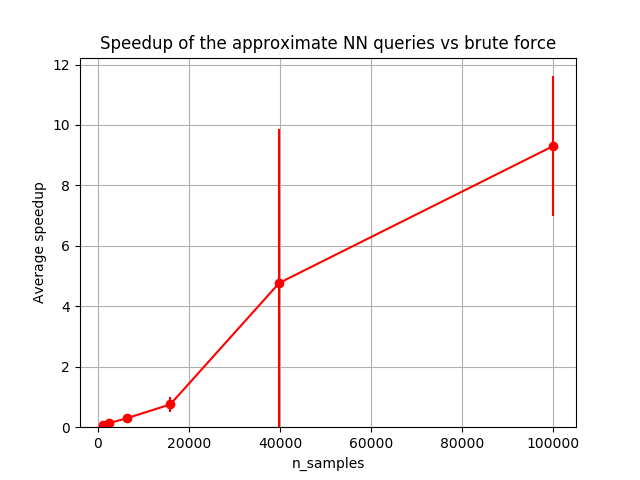 Speedup of the approximate NN queries vs brute force
12
10
8
6
4
2
0
Average speedup
0 20000 40000 60000 80000 100000
n_samples